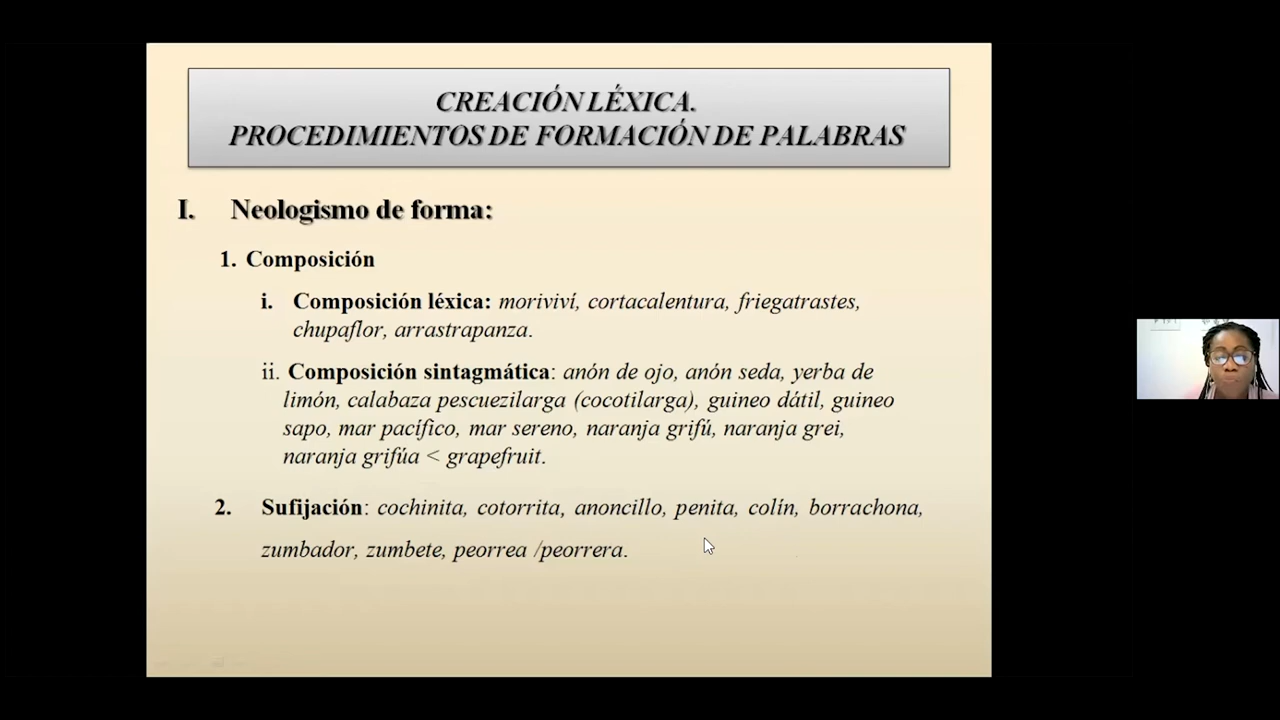 CREACIÓN LÉXICA.
PROCEDIMIENTOS DE FORMACIÓN DE PALABRAS
I. Neologismo de forma:
1. Composición
i. Composición léxica: moriviví, cortacalentura, friegatrastes,
chupaflor, arrastrapanza.
ii. Composición sintagmática: anón de ojo, anón seda, yerba de
limón, calabaza pescuezilarga (cocotilarga), guineo dátil, guineo
sapo, mar pacífico, mar sereno, naranja grifú, naranja grei,
naranja grifúa < grapefruit.
2. Sufijación: cochinita, cotorrita, anoncillo, penita, colín, borrachona,
zumbador, zumbete, peorrea /peorrera.